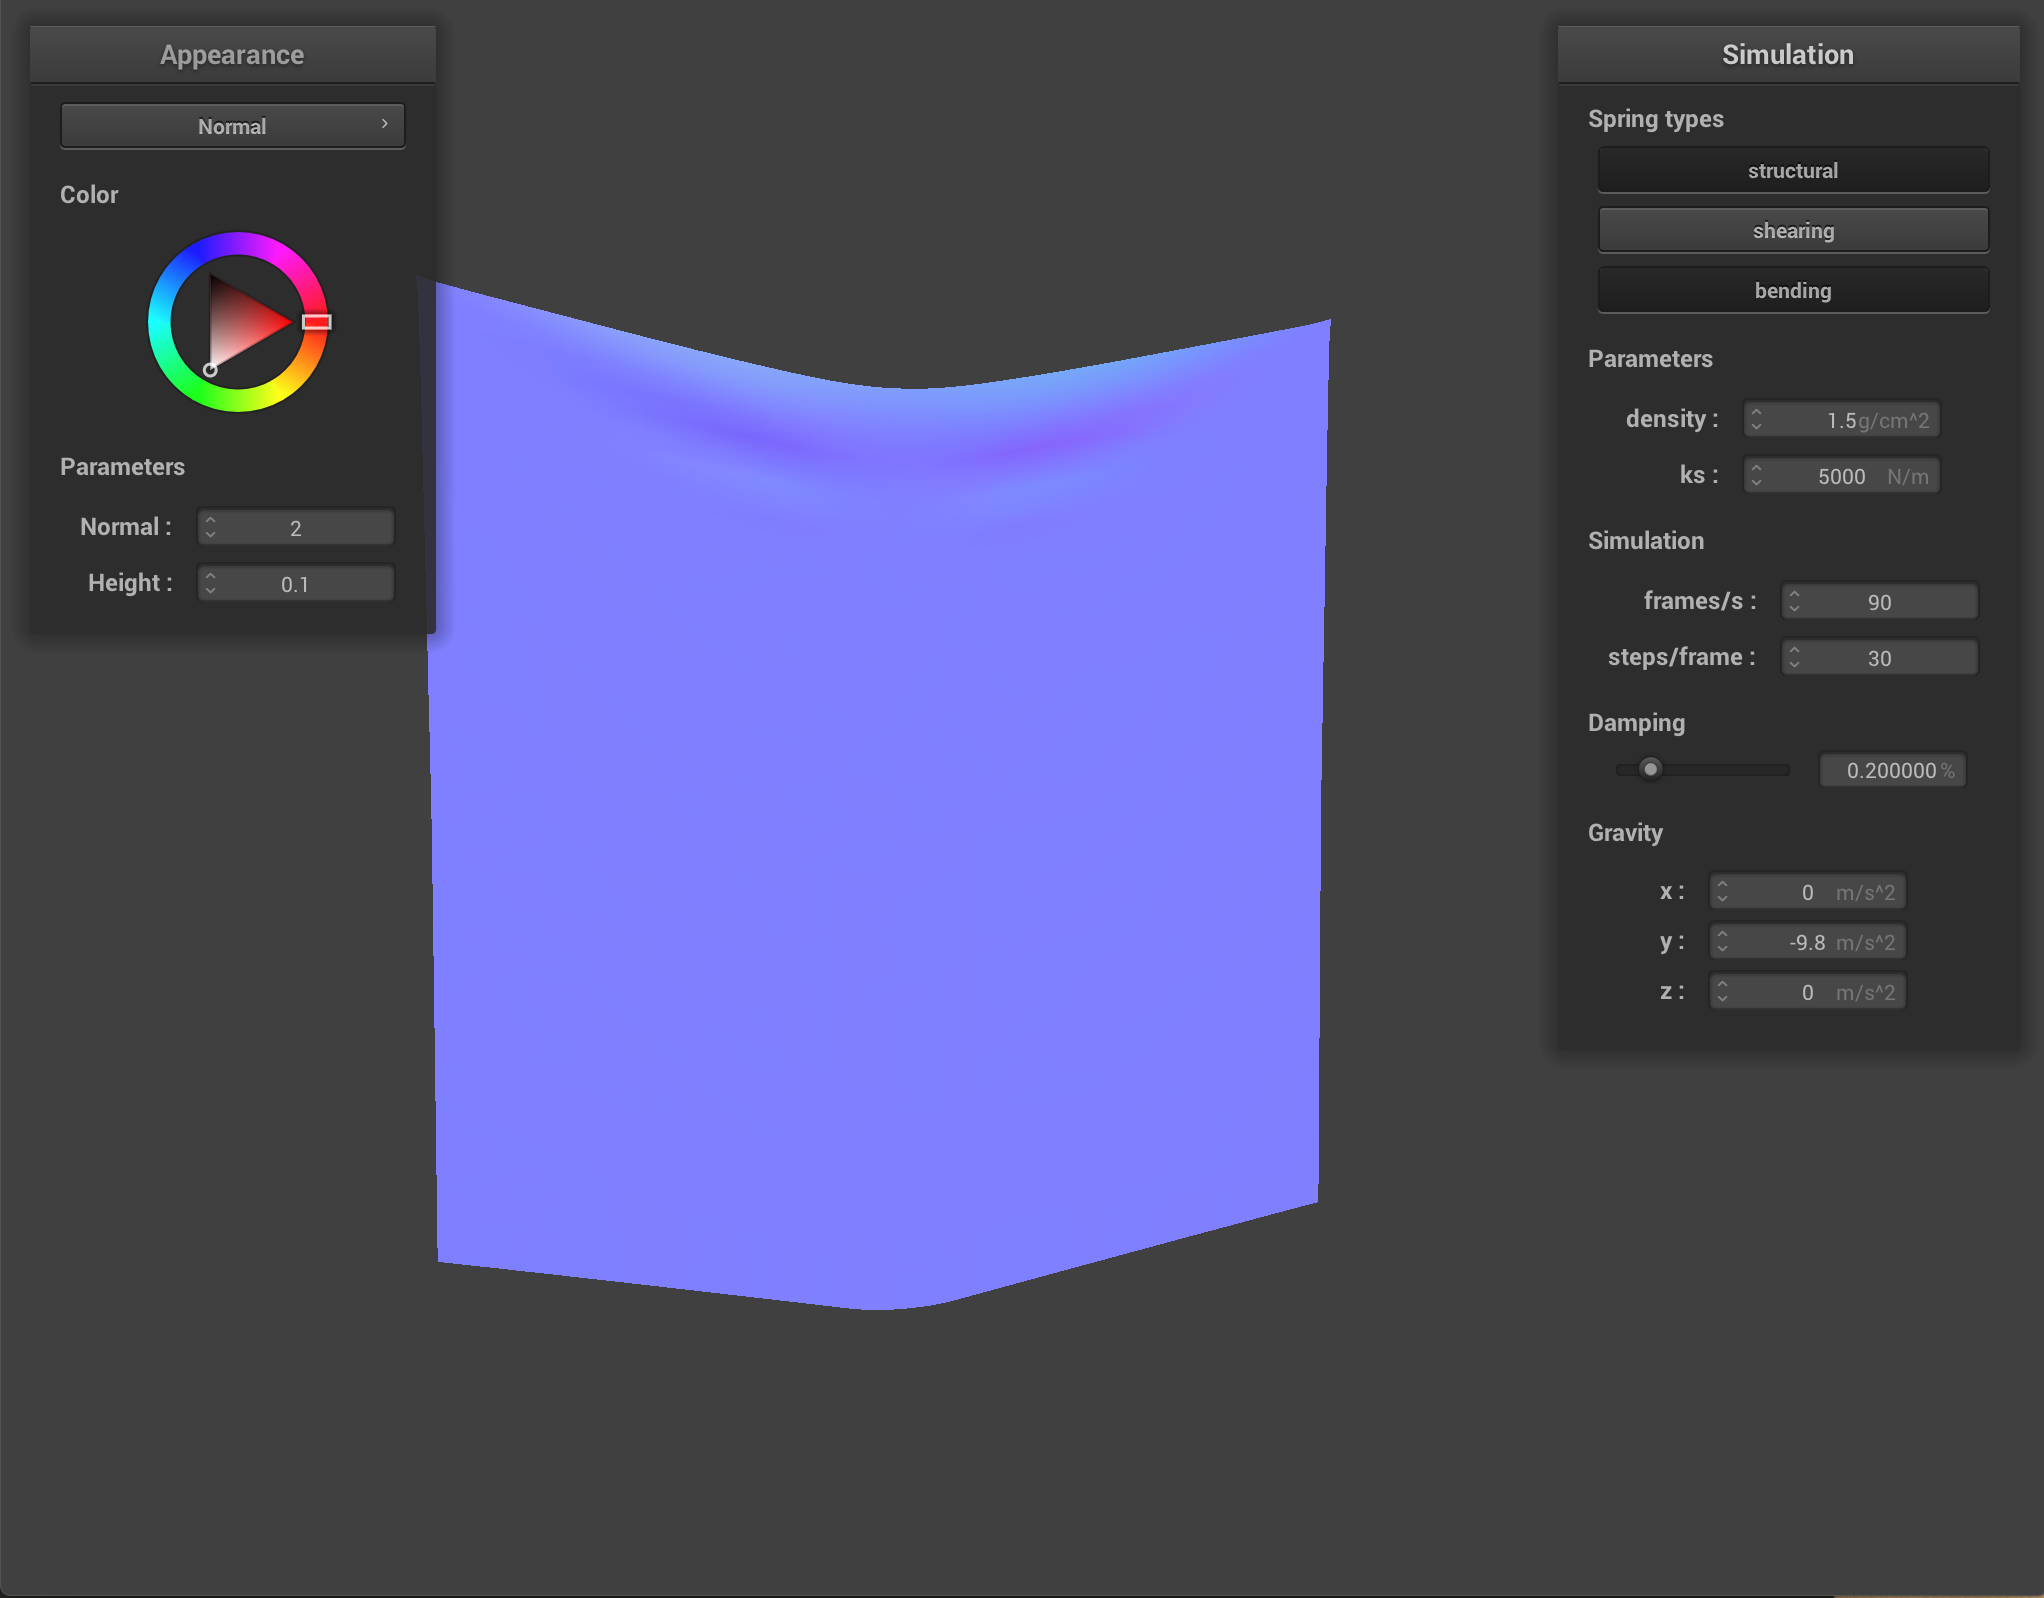 Appearance
Normal
Color
Parameters
Normal : 2
Height : 0.1
Simulation
Spring types
structural
shearing
bending
Parameters
density : 1.5 g/cm^2
ks : 5000 N/m
Simulation
frames/s : 90
steps/frame : 30
Damping
0.200000 %
Gravity
x : 0 m/s^2
y : -9.8 m/s^2
z : 0 m/s^2